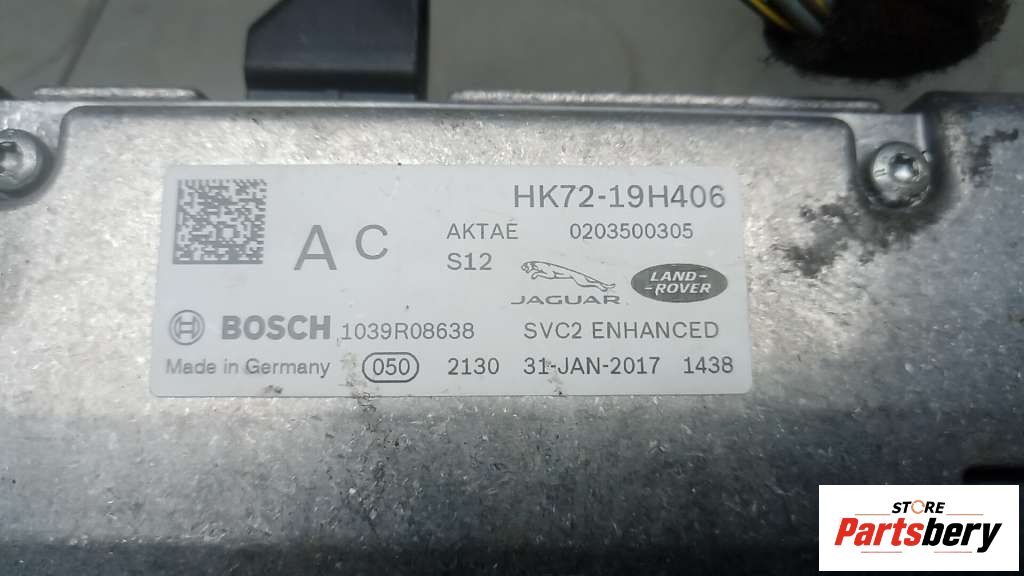 HK72-19H406
A C AKTAE 0203500305
S12
JAGUAR LAND-
-ROVER
BOSCH 1039R08638 SVC2 ENHANCED
Made in Germany 050 2130 31-JAN-2017 1438
STORE
Partsbery